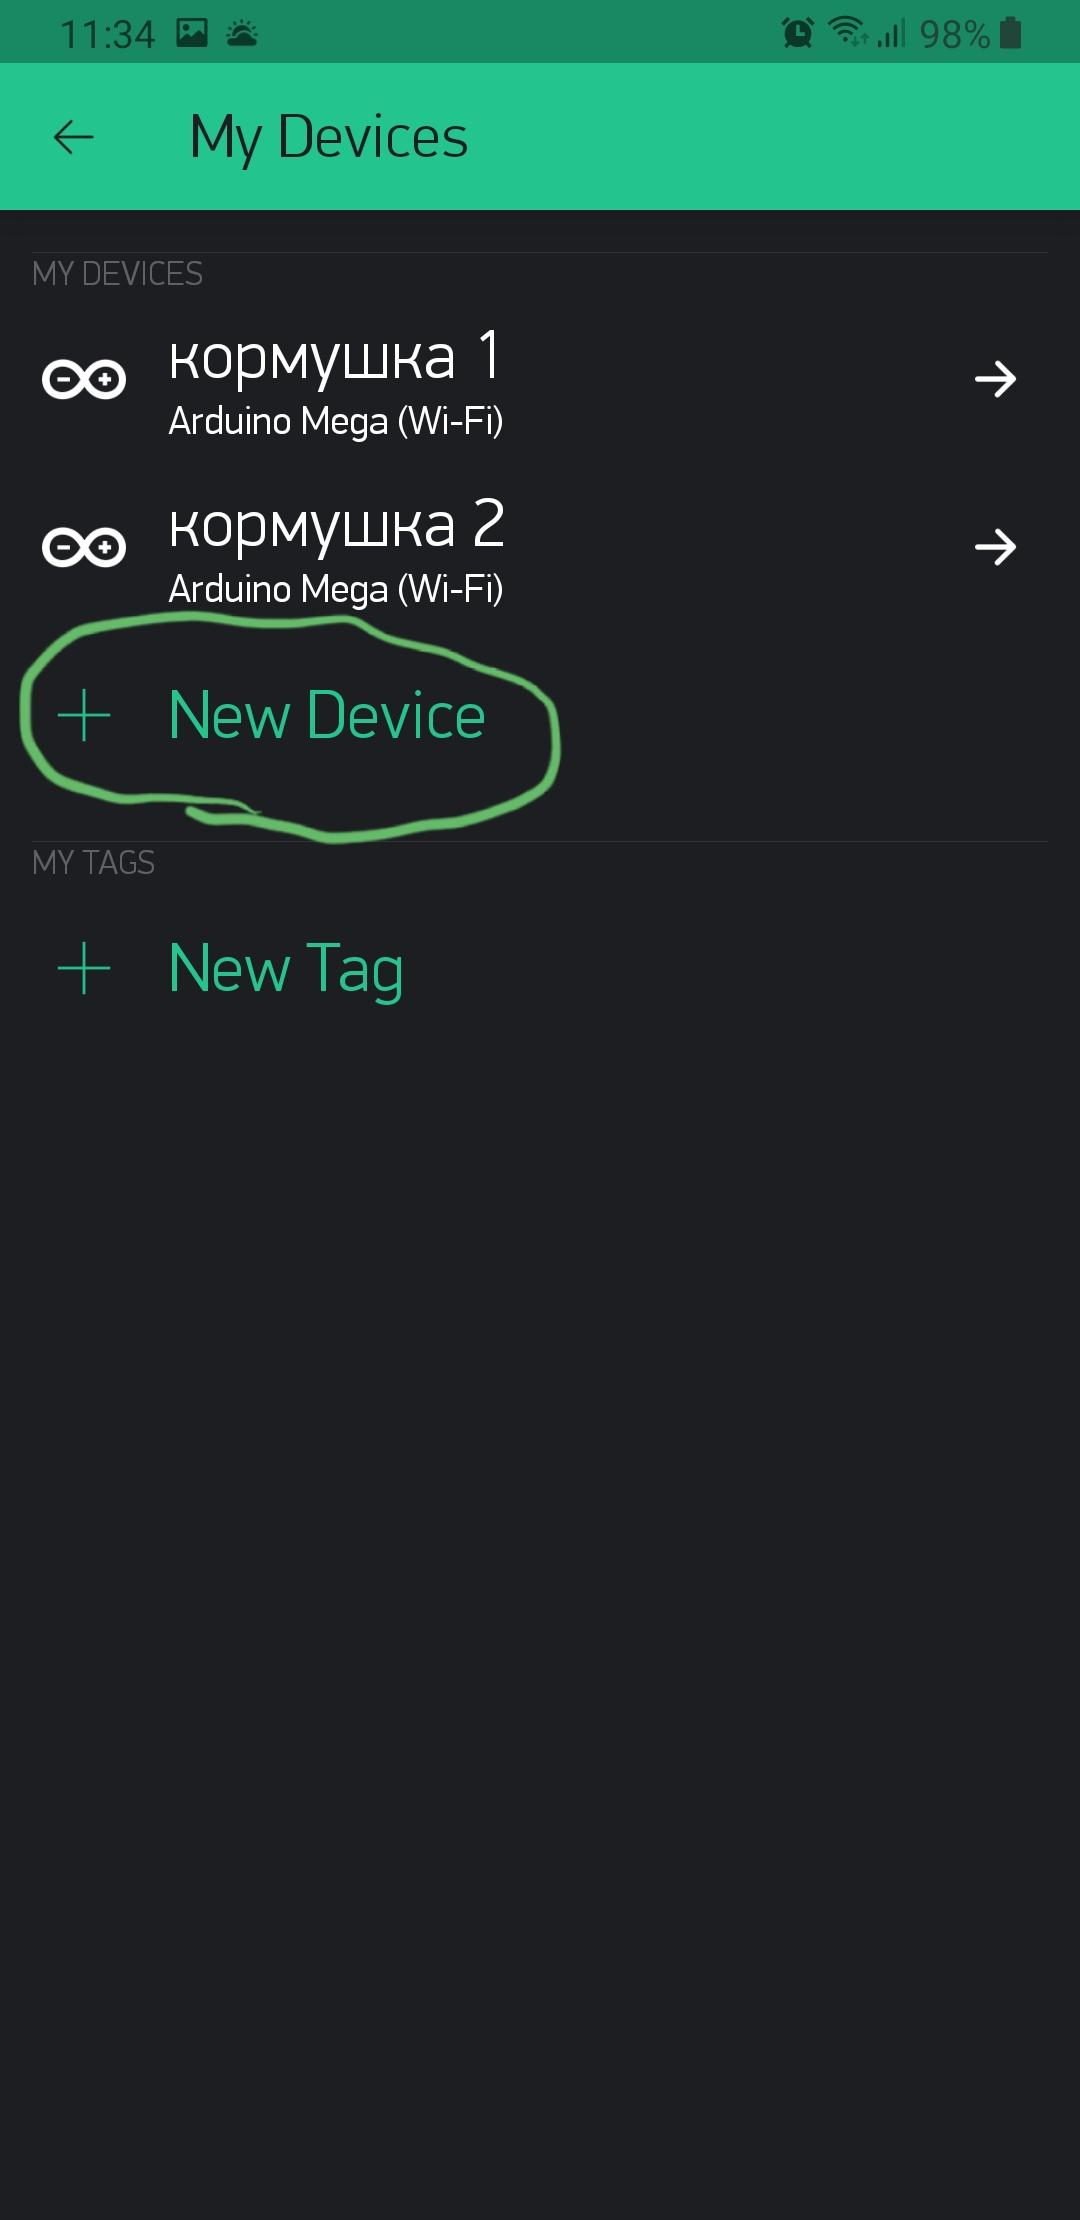 11:34 98%
My Devices
MY DEVICES
кормушка 1
Arduino Mega (Wi-Fi)
кормушка 2
Arduino Mega (Wi-Fi)
New Device
MY TAGS
New Tag